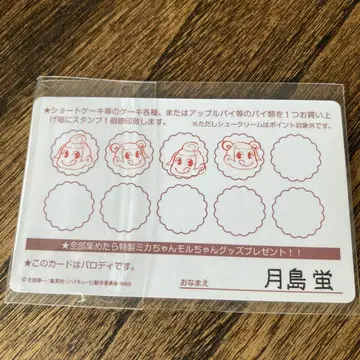 ★ショートケーキ等のケーキ各種、またはアップルパイ等のパイ類を1つお買い上
げ毎にスタンプ1個捺印致します。
※ただしシュークリームはポイント対象外です。
★全部集めたら特製ミカちゃんモルちゃんグッズプレゼント!!
★このカードはパロディです。
おなまえ
月島 蛍
©古舘春一/集英社・「ハイキュー!!」製作委員会・MBS